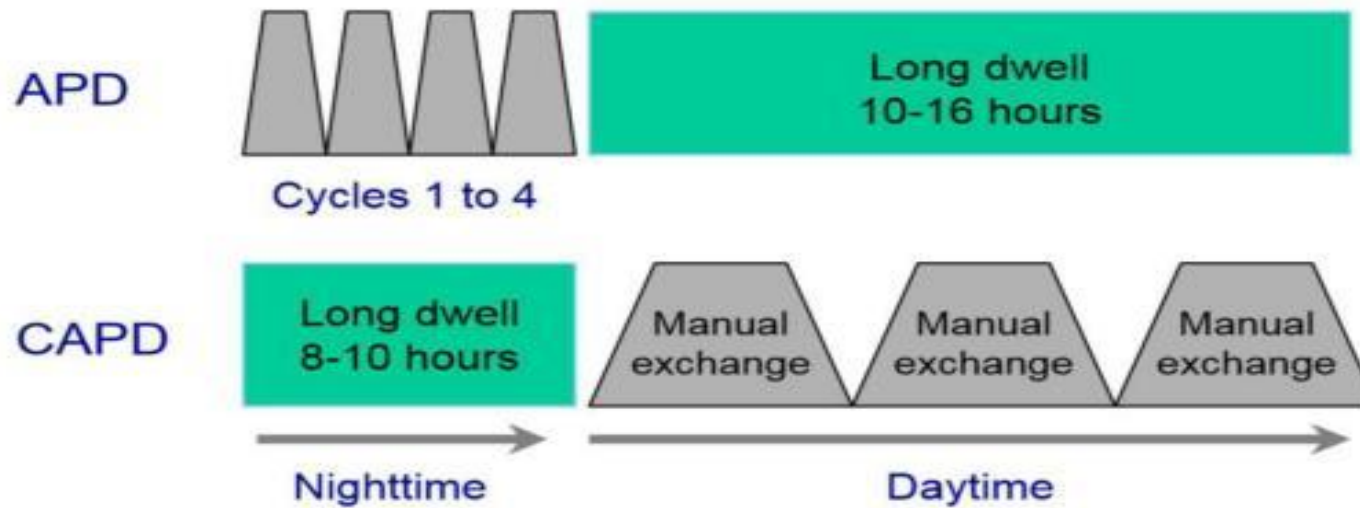 APD
Long dwell
10-16 hours
Cycles 1 to 4
CAPD
Long dwell
8-10 hours
Manual
exchange
Manual
exchange
Manual
exchange
Nighttime
Daytime